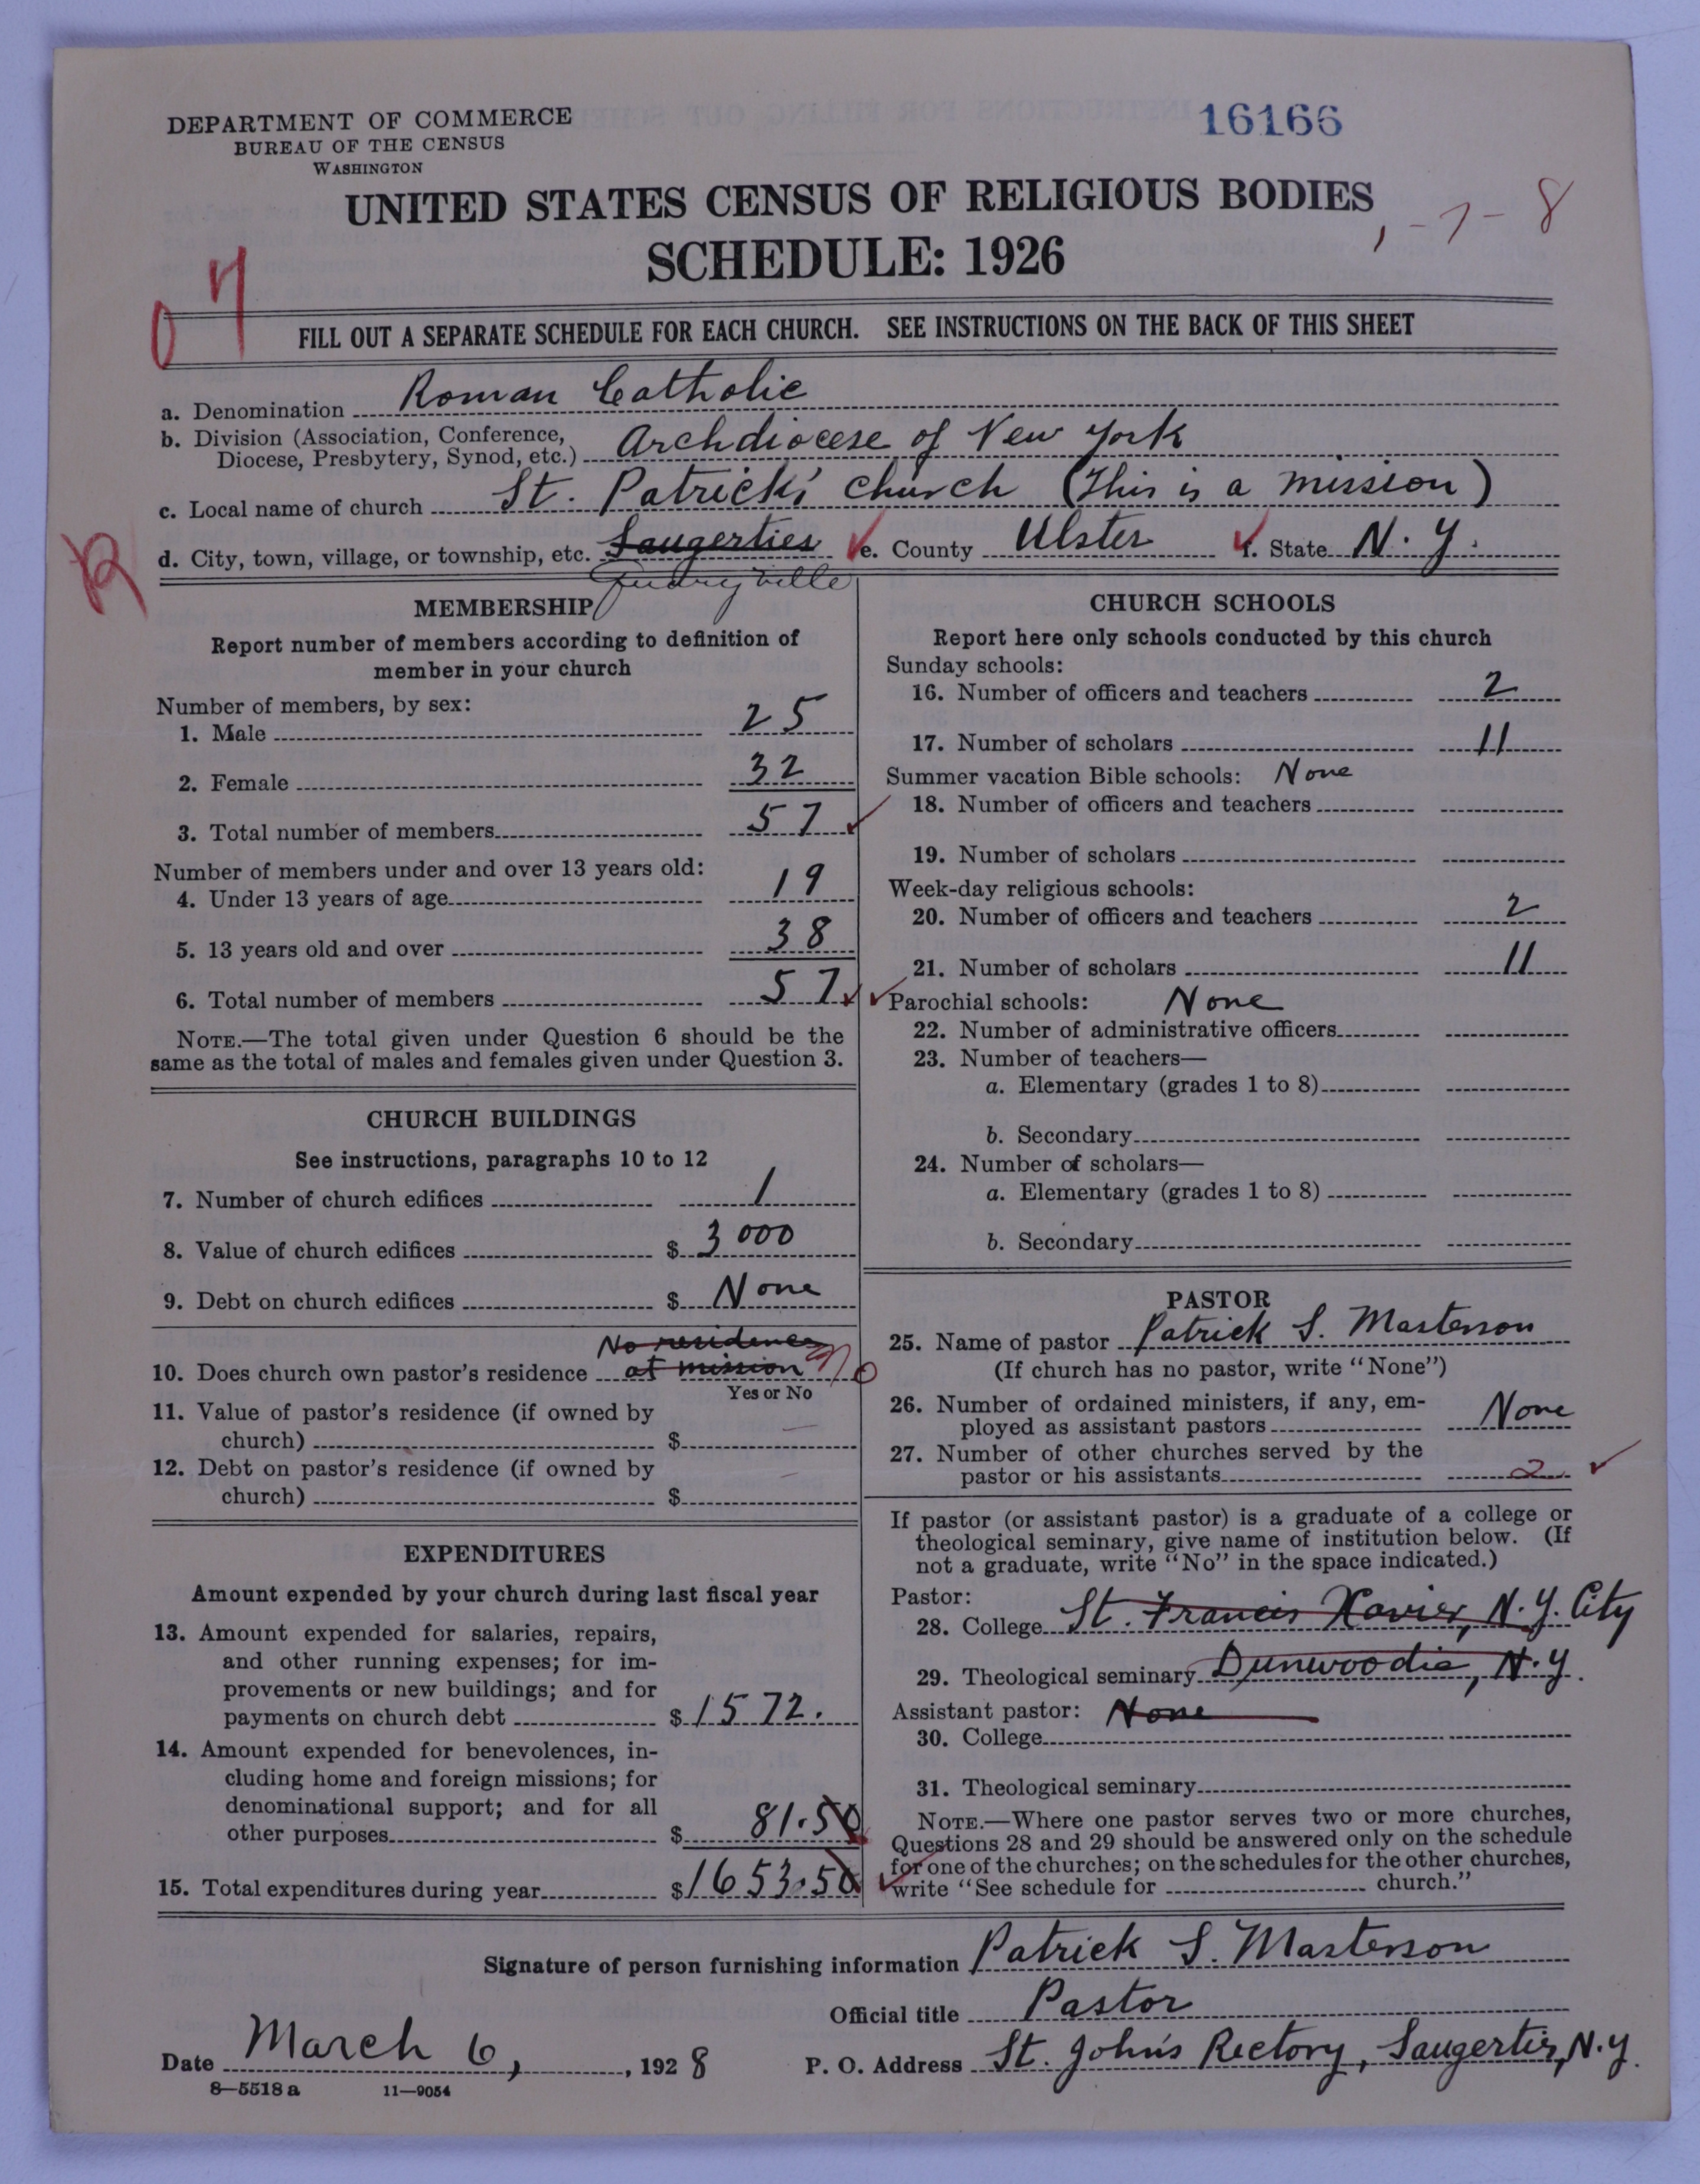 DEPARTMENT OF COMMERCE
BUREAU OF THE CENSUS
WASHINGTON
16166
UNITED STATES CENSUS OF RELIGIOUS BODIES
1-7-8
SCHEDULE: 1926
07
FILL OUT A SEPARATE SCHEDULE FOR EACH CHURCH. SEE INSTRUCTIONS ON THE BACK OF THIS SHEET
a. Denomination Roman Catholic
b. Division (Association, Conference, Diocese, Presbytery, Synod, etc.) Archdiocese of New York
c. Local name of church St. Patrick's church (This is a mission)
d. City, town, village, or township, etc. Saugerties e. County Ulster f. State N.Y.
MEMBERSHIP
Report number of members according to definition of
member in your church
Number of members, by sex:
1. Male 25
2. Female 32
3. Total number of members 57
Number of members under and over 13 years old:
4. Under 13 years of age 19
5. 13 years old and over 38
6. Total number of members 57
NOTE.—The total given under Question 6 should be the
same as the total of males and females given under Question 3.
CHURCH BUILDINGS
See instructions, paragraphs 10 to 12
7. Number of church edifices 1
8. Value of church edifices $ 3000
9. Debt on church edifices $ None
No residence
10. Does church own pastor's residence at mission No
Yes or No
11. Value of pastor's residence (if owned by
church) $
12. Debt on pastor's residence (if owned by
church) $
EXPENDITURES
Amount expended by your church during last fiscal year
13. Amount expended for salaries, repairs,
and other running expenses; for im-
provements or new buildings; and for
payments on church debt $ 1572.
14. Amount expended for benevolences, in-
cluding home and foreign missions; for
denominational support; and for all
other purposes $ 81.50
15. Total expenditures during year $ 1653.50
CHURCH SCHOOLS
Report here only schools conducted by this church
Sunday schools:
16. Number of officers and teachers 2
17. Number of scholars 11
Summer vacation Bible schools: None
18. Number of officers and teachers
19. Number of scholars
Week-day religious schools:
20. Number of officers and teachers 2
21. Number of scholars 11
Parochial schools: None
22. Number of administrative officers
23. Number of teachers—
a. Elementary (grades 1 to 8)
b. Secondary
24. Number of scholars—
a. Elementary (grades 1 to 8)
b. Secondary
PASTOR
25. Name of pastor Patrick S. Masterson
(If church has no pastor, write "None")
26. Number of ordained ministers, if any, em-
ployed as assistant pastors None
27. Number of other churches served by the
pastor or his assistants 2
If pastor (or assistant pastor) is a graduate of a college or
theological seminary, give name of institution below. (If
not a graduate, write "No" in the space indicated.)
Pastor:
28. College St. Francis Xavier, N.Y. City
29. Theological seminary Dunwoodie, N.Y.
Assistant pastor: None
30. College
31. Theological seminary
NOTE.—Where one pastor serves two or more churches,
Questions 28 and 29 should be answered only on the schedule
for one of the churches; on the schedules for the other churches,
write "See schedule for church."
Signature of person furnishing information Patrick S. Masterson
Official title Pastor
Date March 6, , 1928 P. O. Address St. John's Rectory, Saugerties, N.Y.
8—5518 a 11—9054